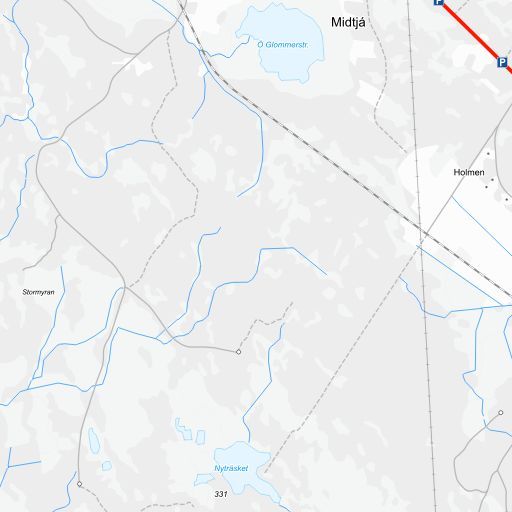 P
Midtjá
Ö Glommerstr.
P
Holmen
Stormyran
Nyträsket
331